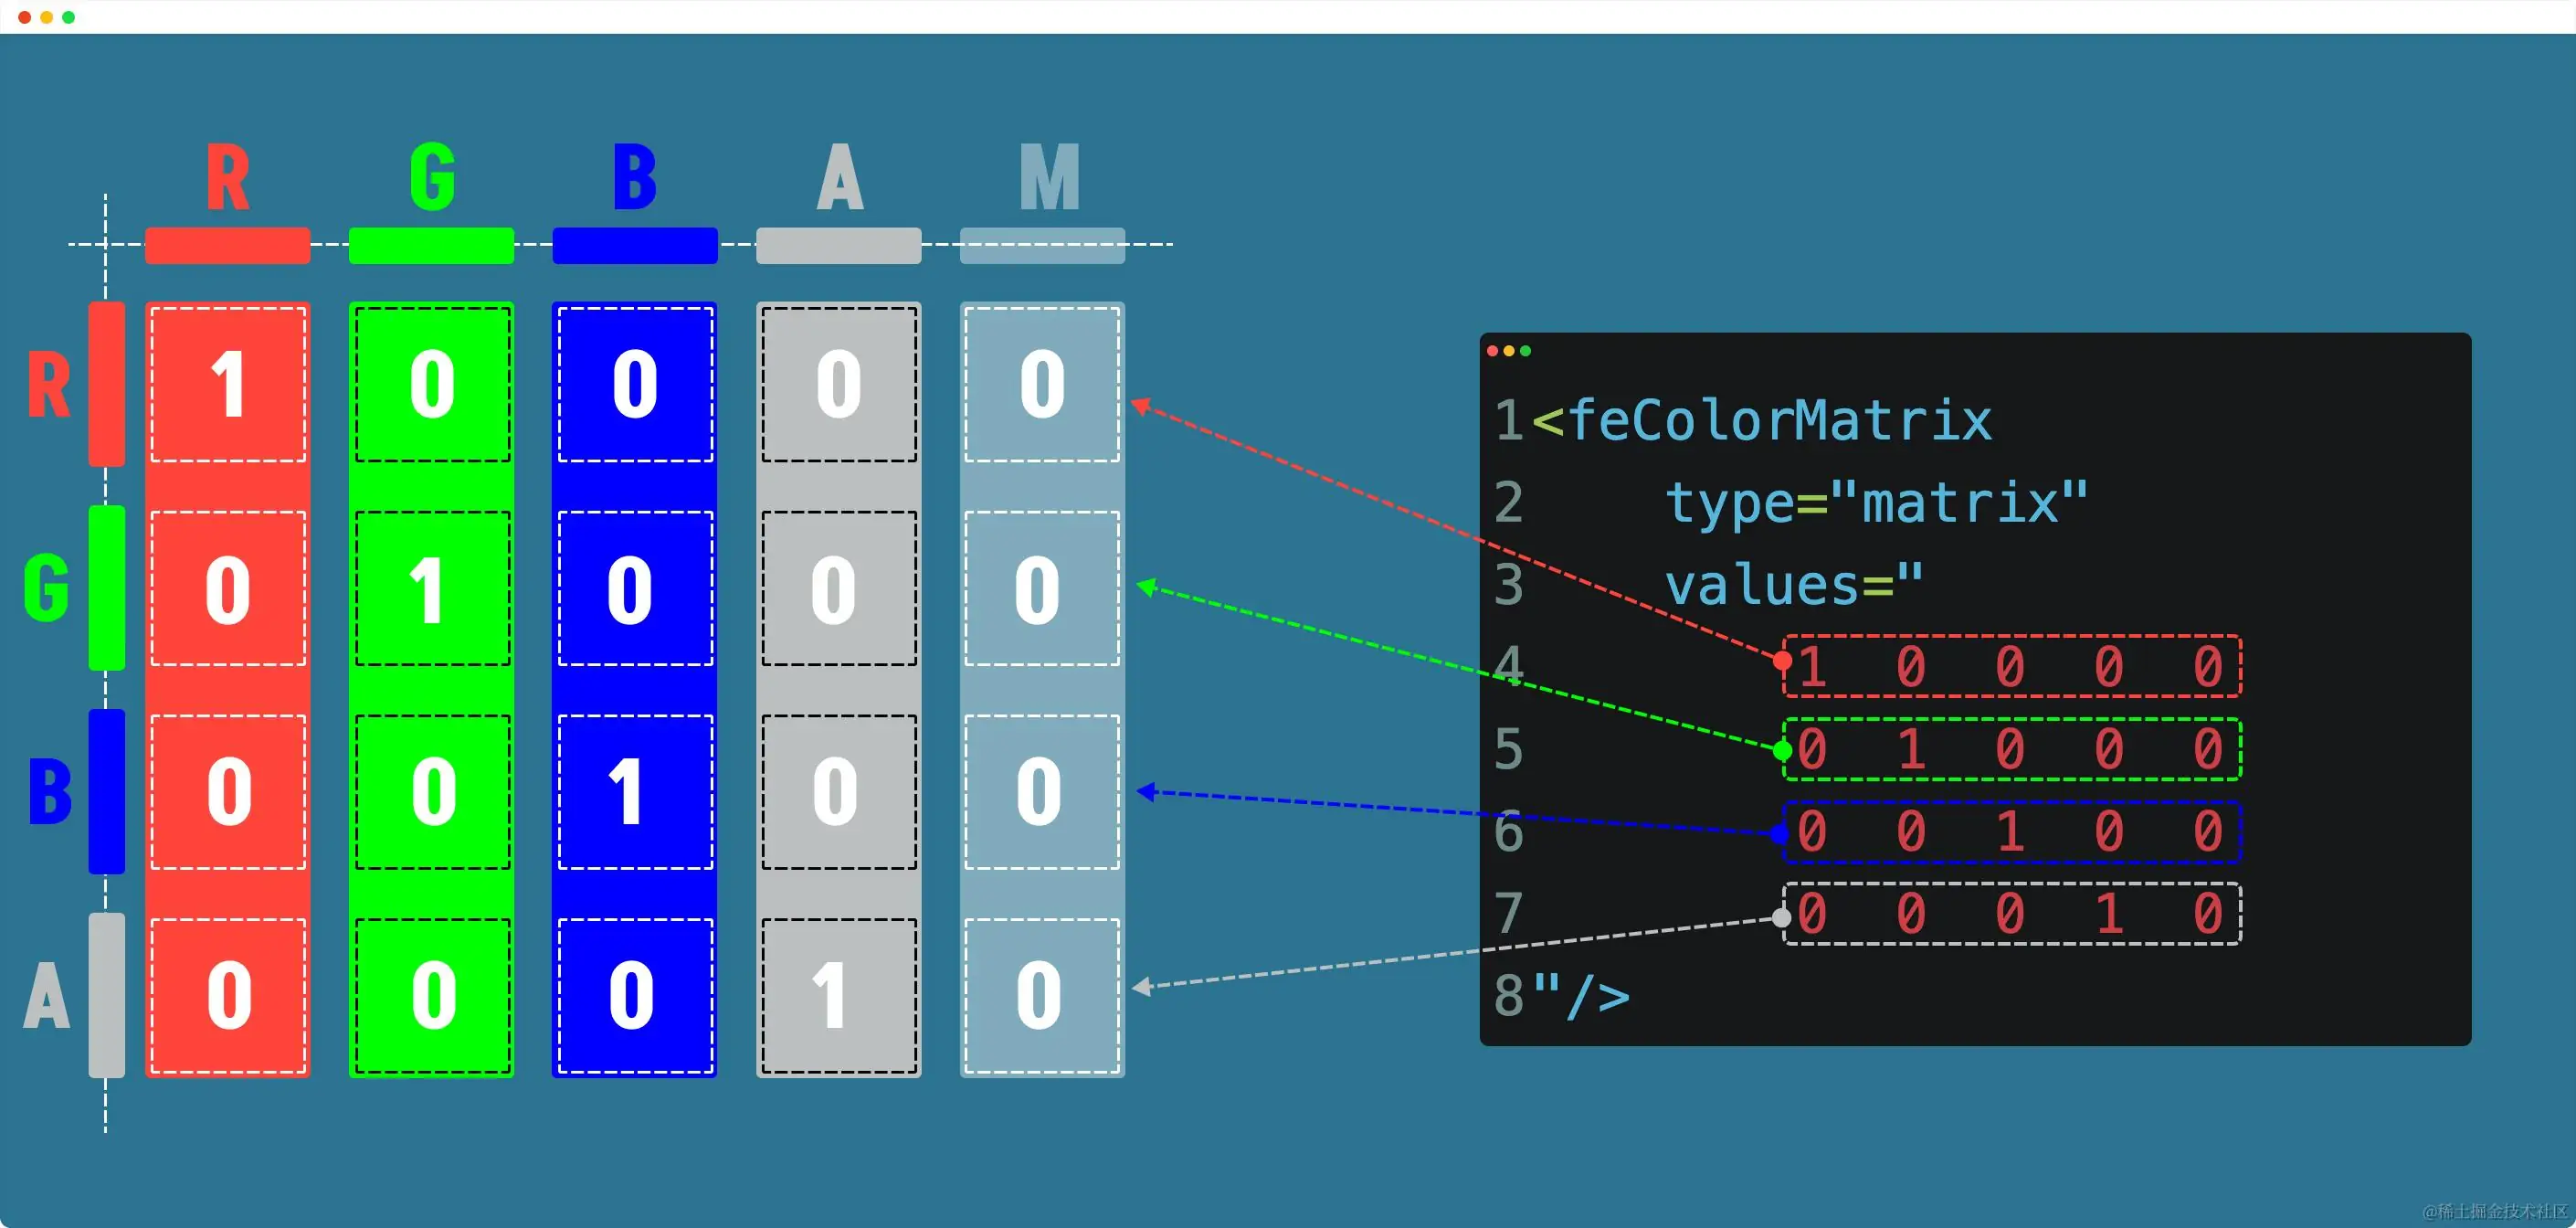 R G B A M
R 1 0 0 0 0
G 0 1 0 0 0
B 0 0 1 0 0
A 0 0 0 1 0
1 <feColorMatrix
2 type="matrix"
3 values="
4 1 0 0 0 0
5 0 1 0 0 0
6 0 0 1 0 0
7 0 0 0 1 0
8 "/>
@稀土掘金技术社区